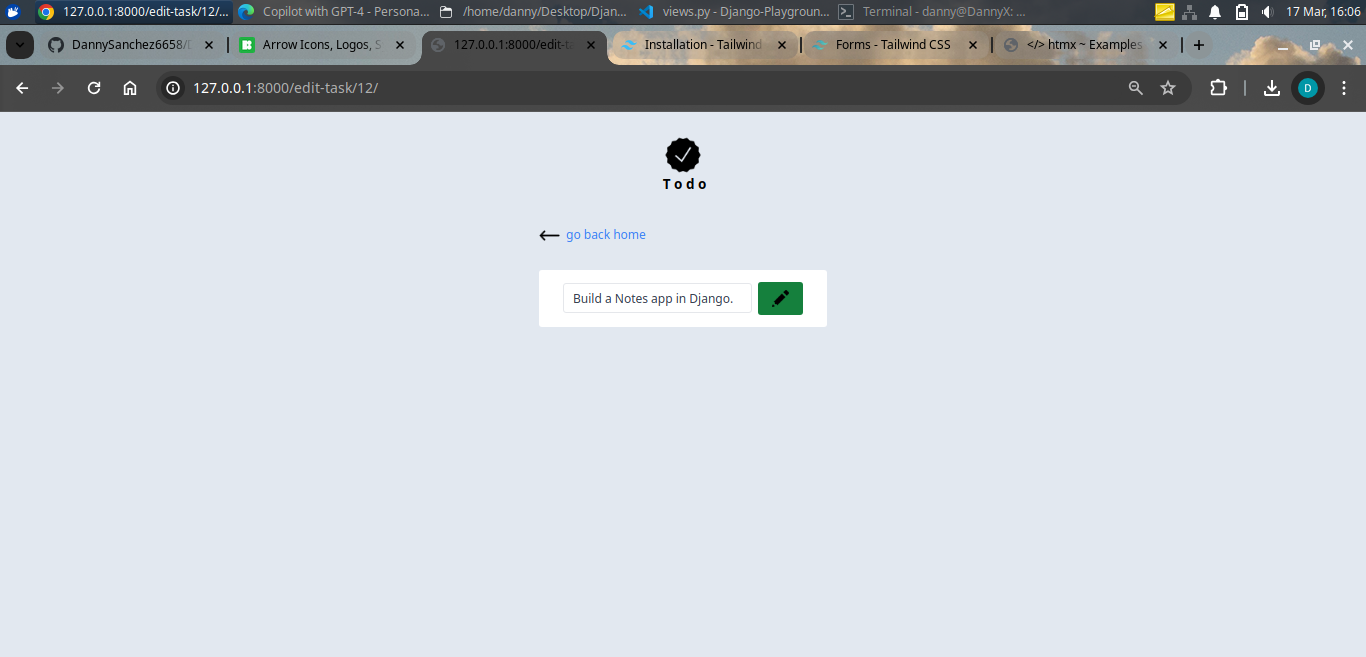 127.0.0.1:8000/edit-task/12/... Copilot with GPT-4 - Persona... /home/danny/Desktop/Djan... views.py - Django-Playgroun... Terminal - danny@DannyX: ... 17 Mar, 16:06
DannySanchez6658/D Arrow Icons, Logos, S 127.0.0.1:8000/edit-ta Installation - Tailwind Forms - Tailwind CSS </> htmx ~ Examples
127.0.0.1:8000/edit-task/12/ D
Todo
go back home
Build a Notes app in Django.